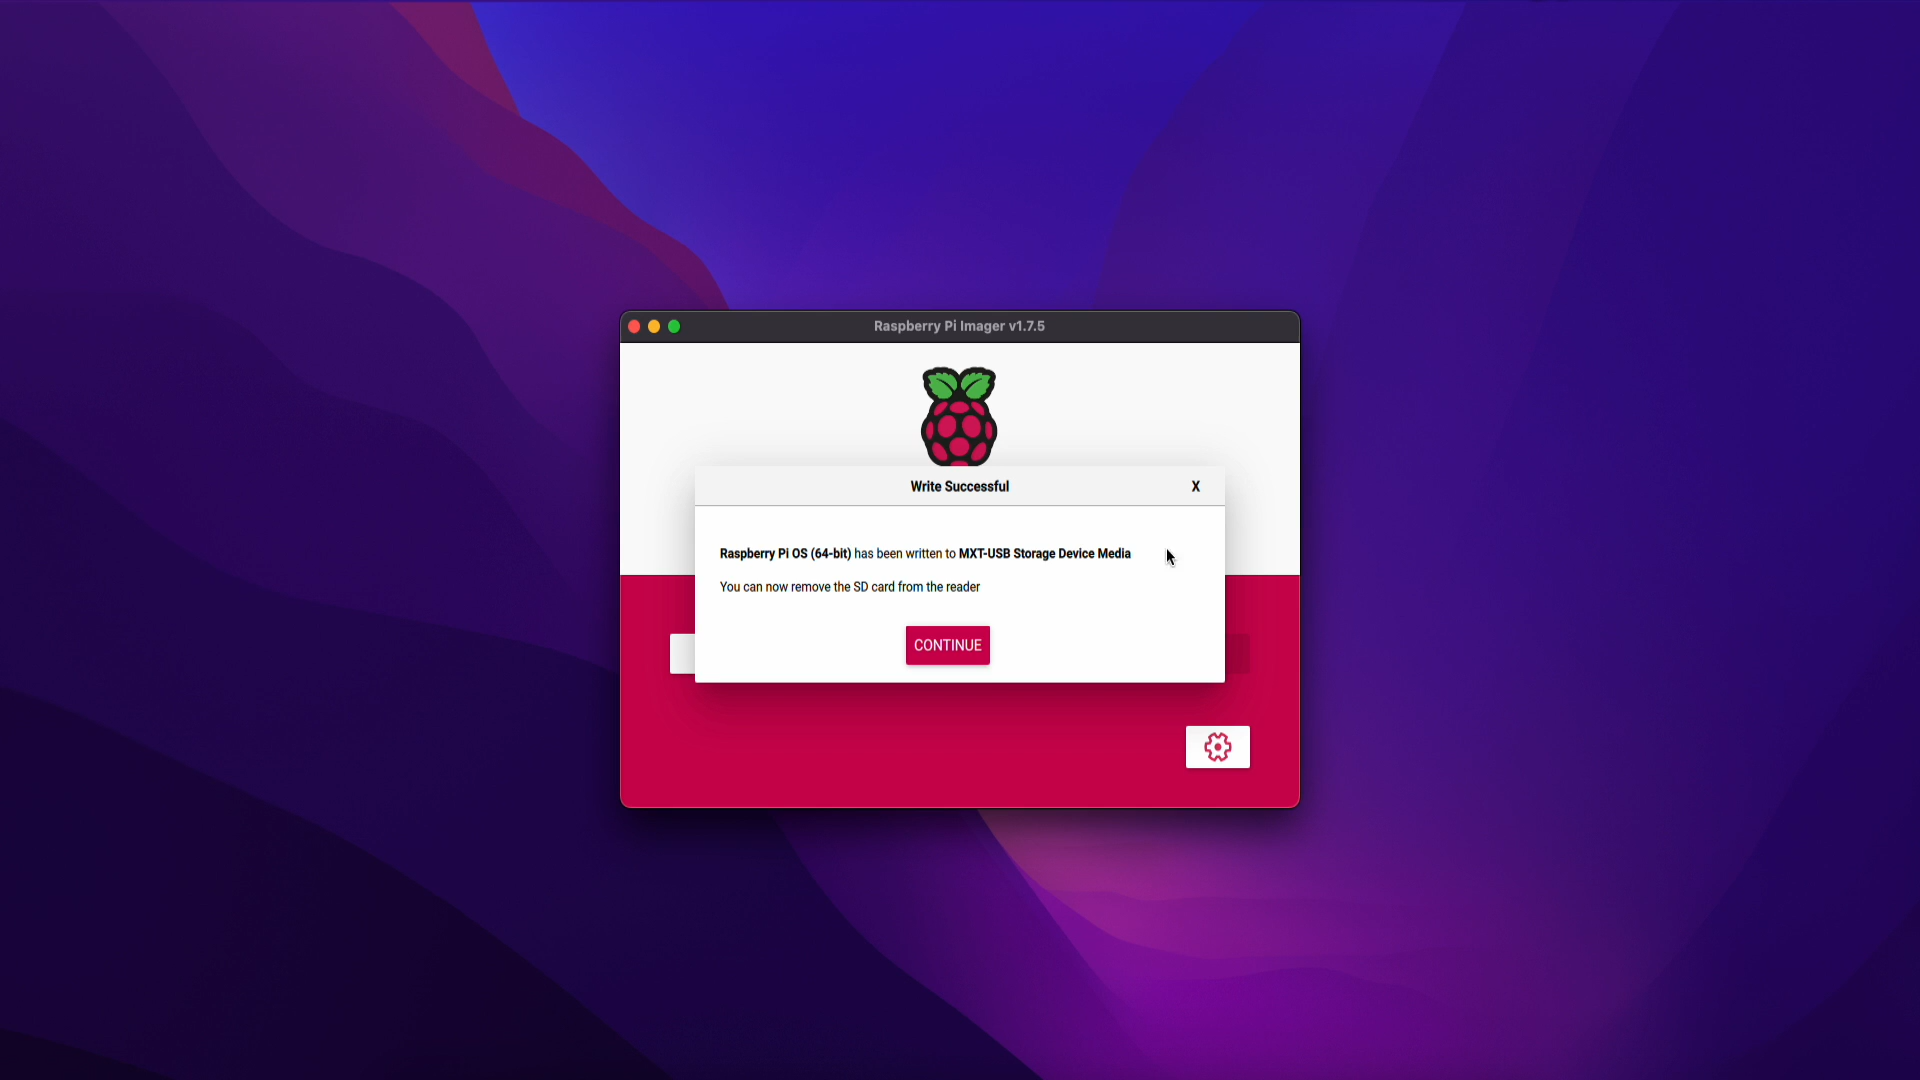 Raspberry Pi Imager v1.7.5
Write Successful
X
Raspberry Pi OS (64-bit) has been written to MXT-USB Storage Device Media
You can now remove the SD card from the reader
CONTINUE